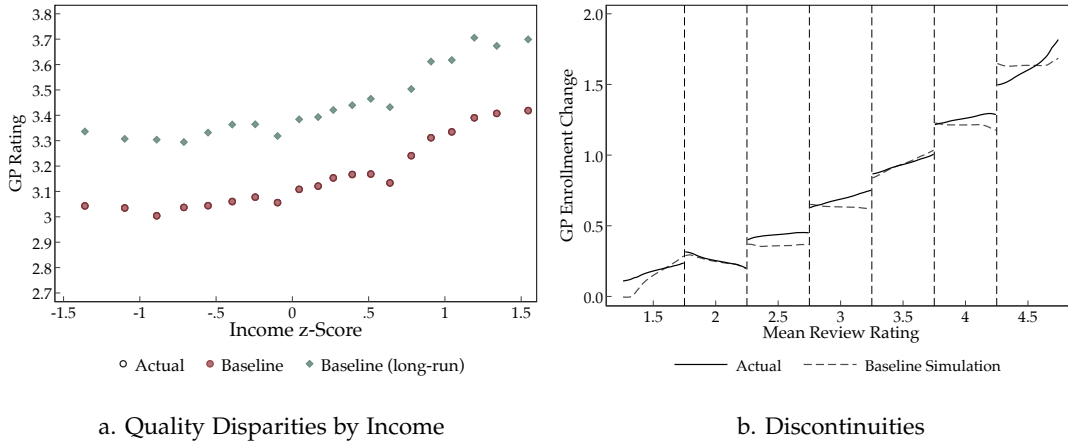 3.8
3.7
3.6
3.5
3.4
3.3
3.2
3.1
3
2.9
2.8
2.7
GP Rating
-1.5 -1 -.5 0 .5 1 1.5
Income z-Score
Actual Baseline Baseline (long-run)
a. Quality Disparities by Income
2.0
1.5
1.0
0.5
0.0
GP Enrollment Change
1.5 2 2.5 3 3.5 4 4.5
Mean Review Rating
Actual Baseline Simulation
b. Discontinuities